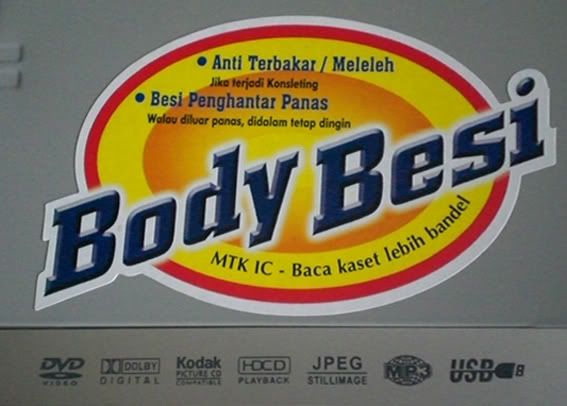 • Anti Terbakar / Meleleh
Jika terjadi Konsleting
• Besi Penghantar Panas
Walau diluar panas, didalam tetap dingin
Body Besi
MTK IC - Baca kaset lebih bandel
DVD
VIDEO
DOLBY
DIGITAL
Kodak
PICTURE CD
COMPATIBLE
HDCD
PLAYBACK
JPEG
STILLIMAGE
MP3
USB